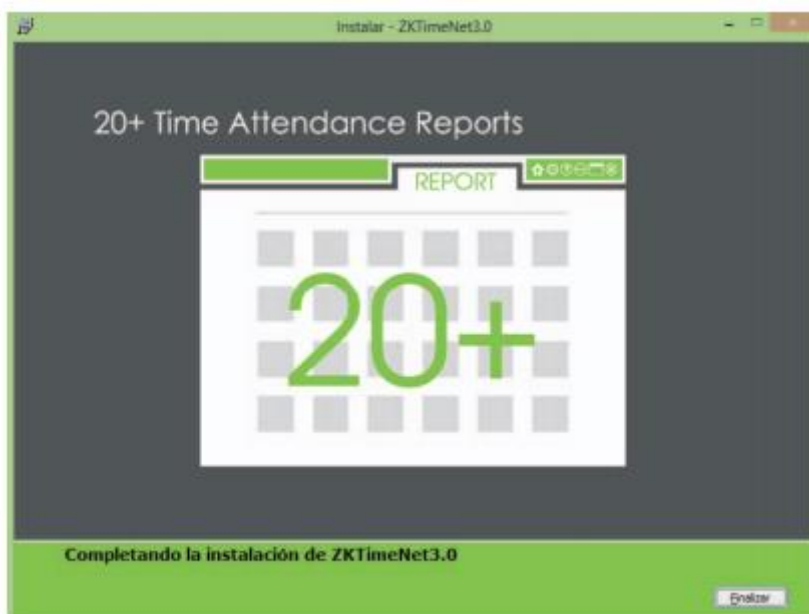 Instalar - ZKTimeNet3.0
20+ Time Attendance Reports
REPORT
20+
Completando la instalación de ZKTimeNet3.0
Finalizar